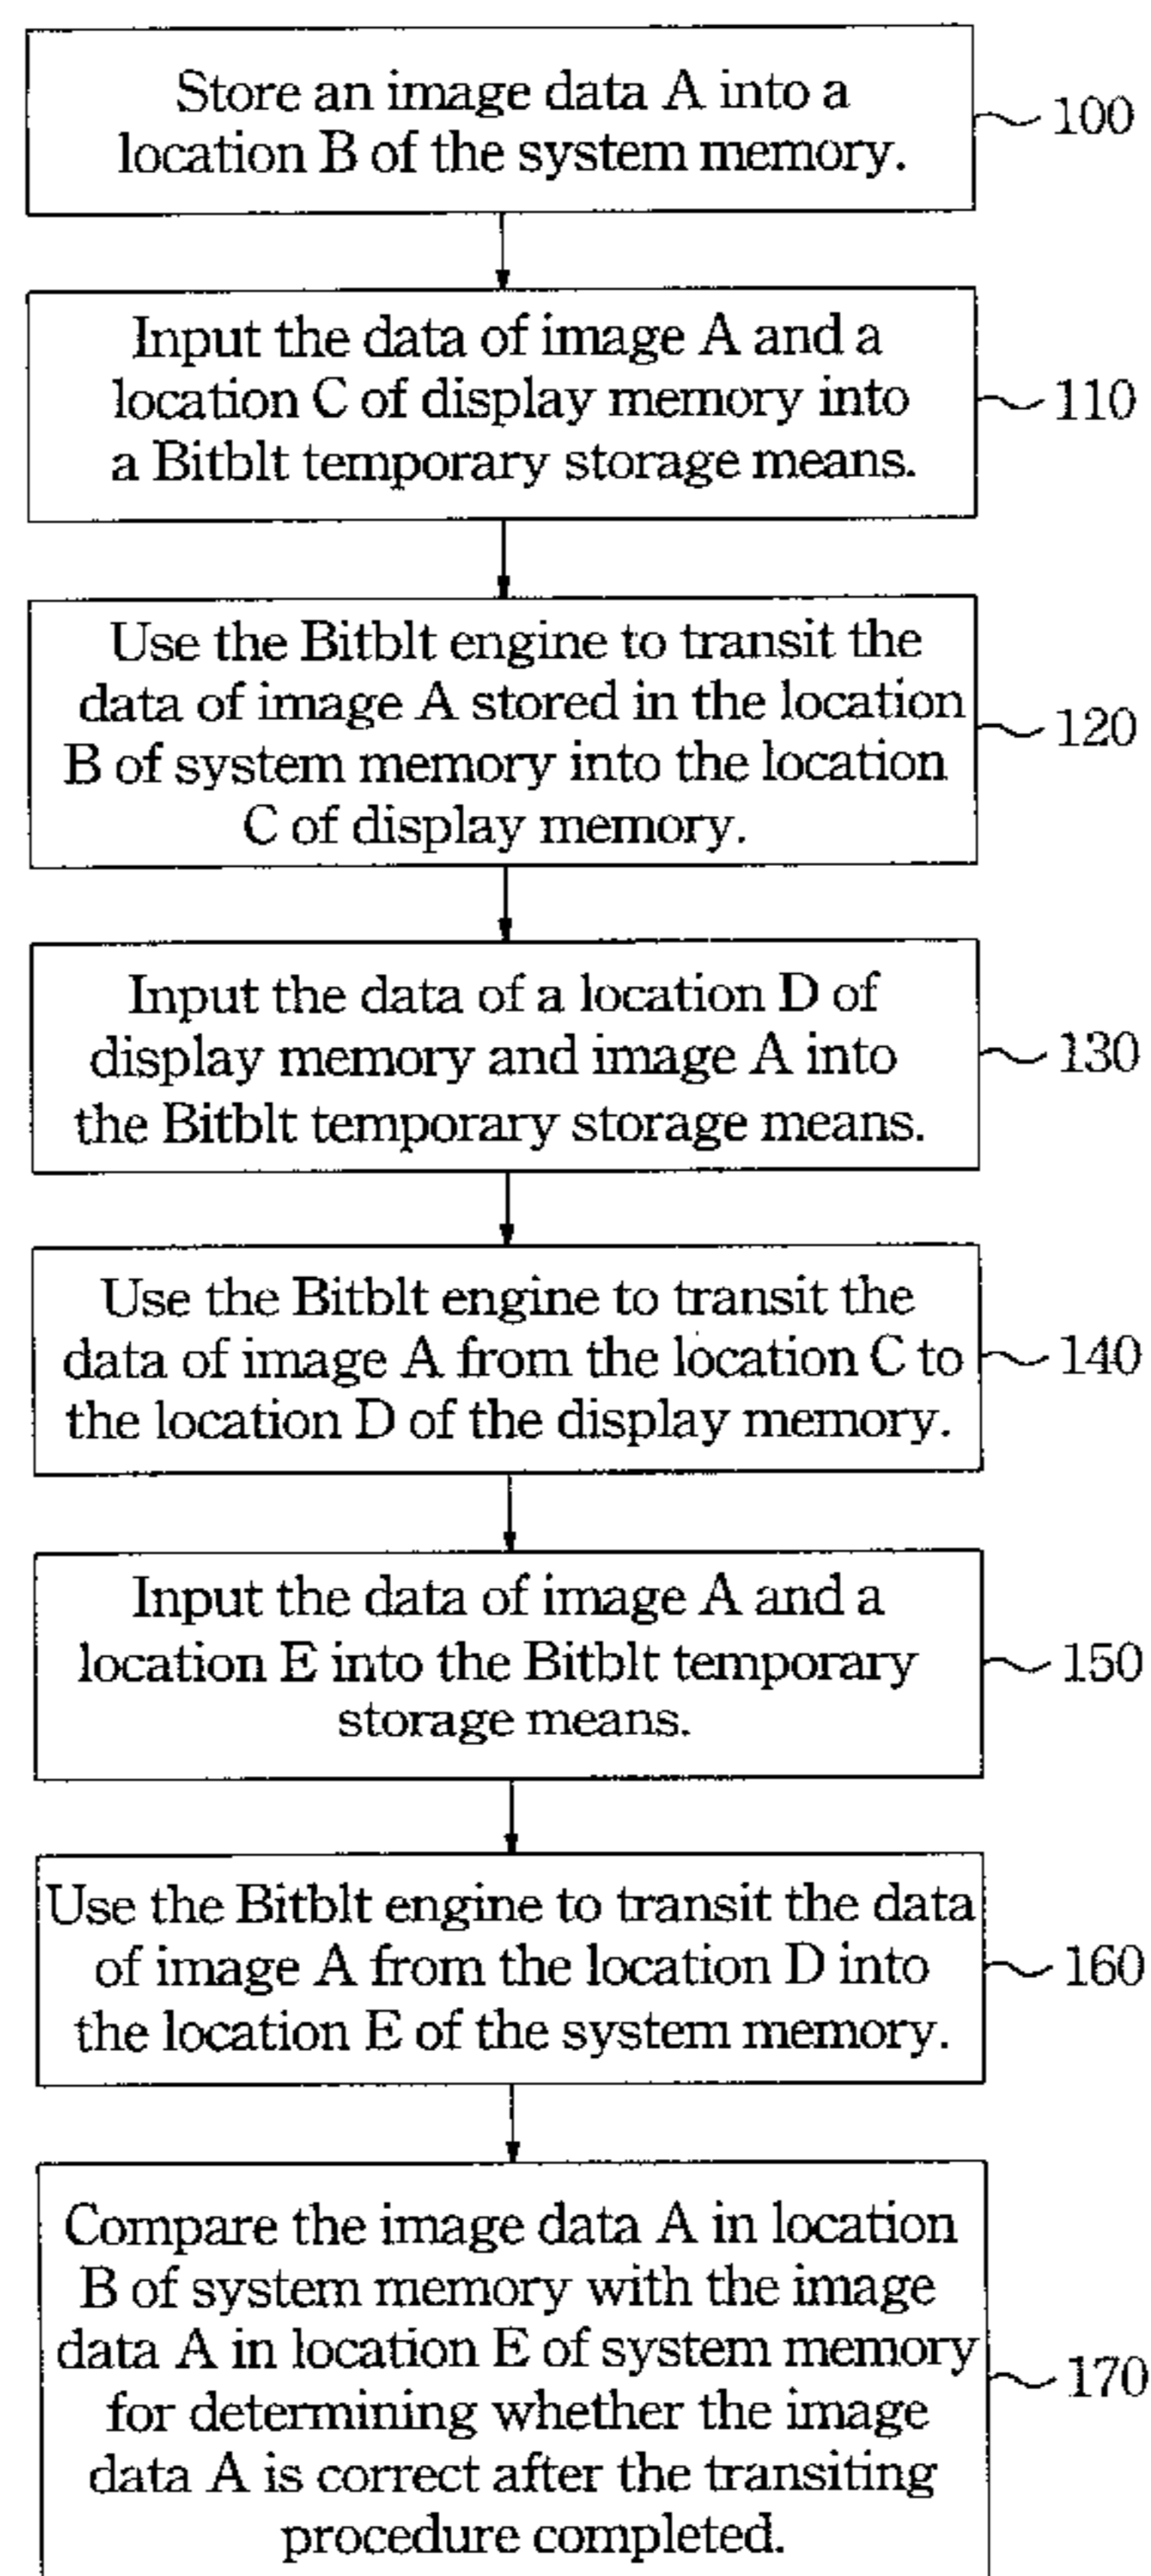 Store an image data A into a
location B of the system memory.
100
Input the data of image A and a
location C of display memory into
a Bitblt temporary storage means.
110
Use the Bitblt engine to transit the
data of image A stored in the location
B of system memory into the location
C of display memory.
120
Input the data of a location D of
display memory and image A into
the Bitblt temporary storage means.
130
Use the Bitblt engine to transit the
data of image A from the location C to
the location D of the display memory.
140
Input the data of image A and a
location E into the Bitblt temporary
storage means.
150
Use the Bitblt engine to transit the data
of image A from the location D into
the location E of the system memory.
160
Compare the image data A in location
B of system memory with the image
data A in location E of system memory
for determining whether the image
data A is correct after the transiting
procedure completed.
170